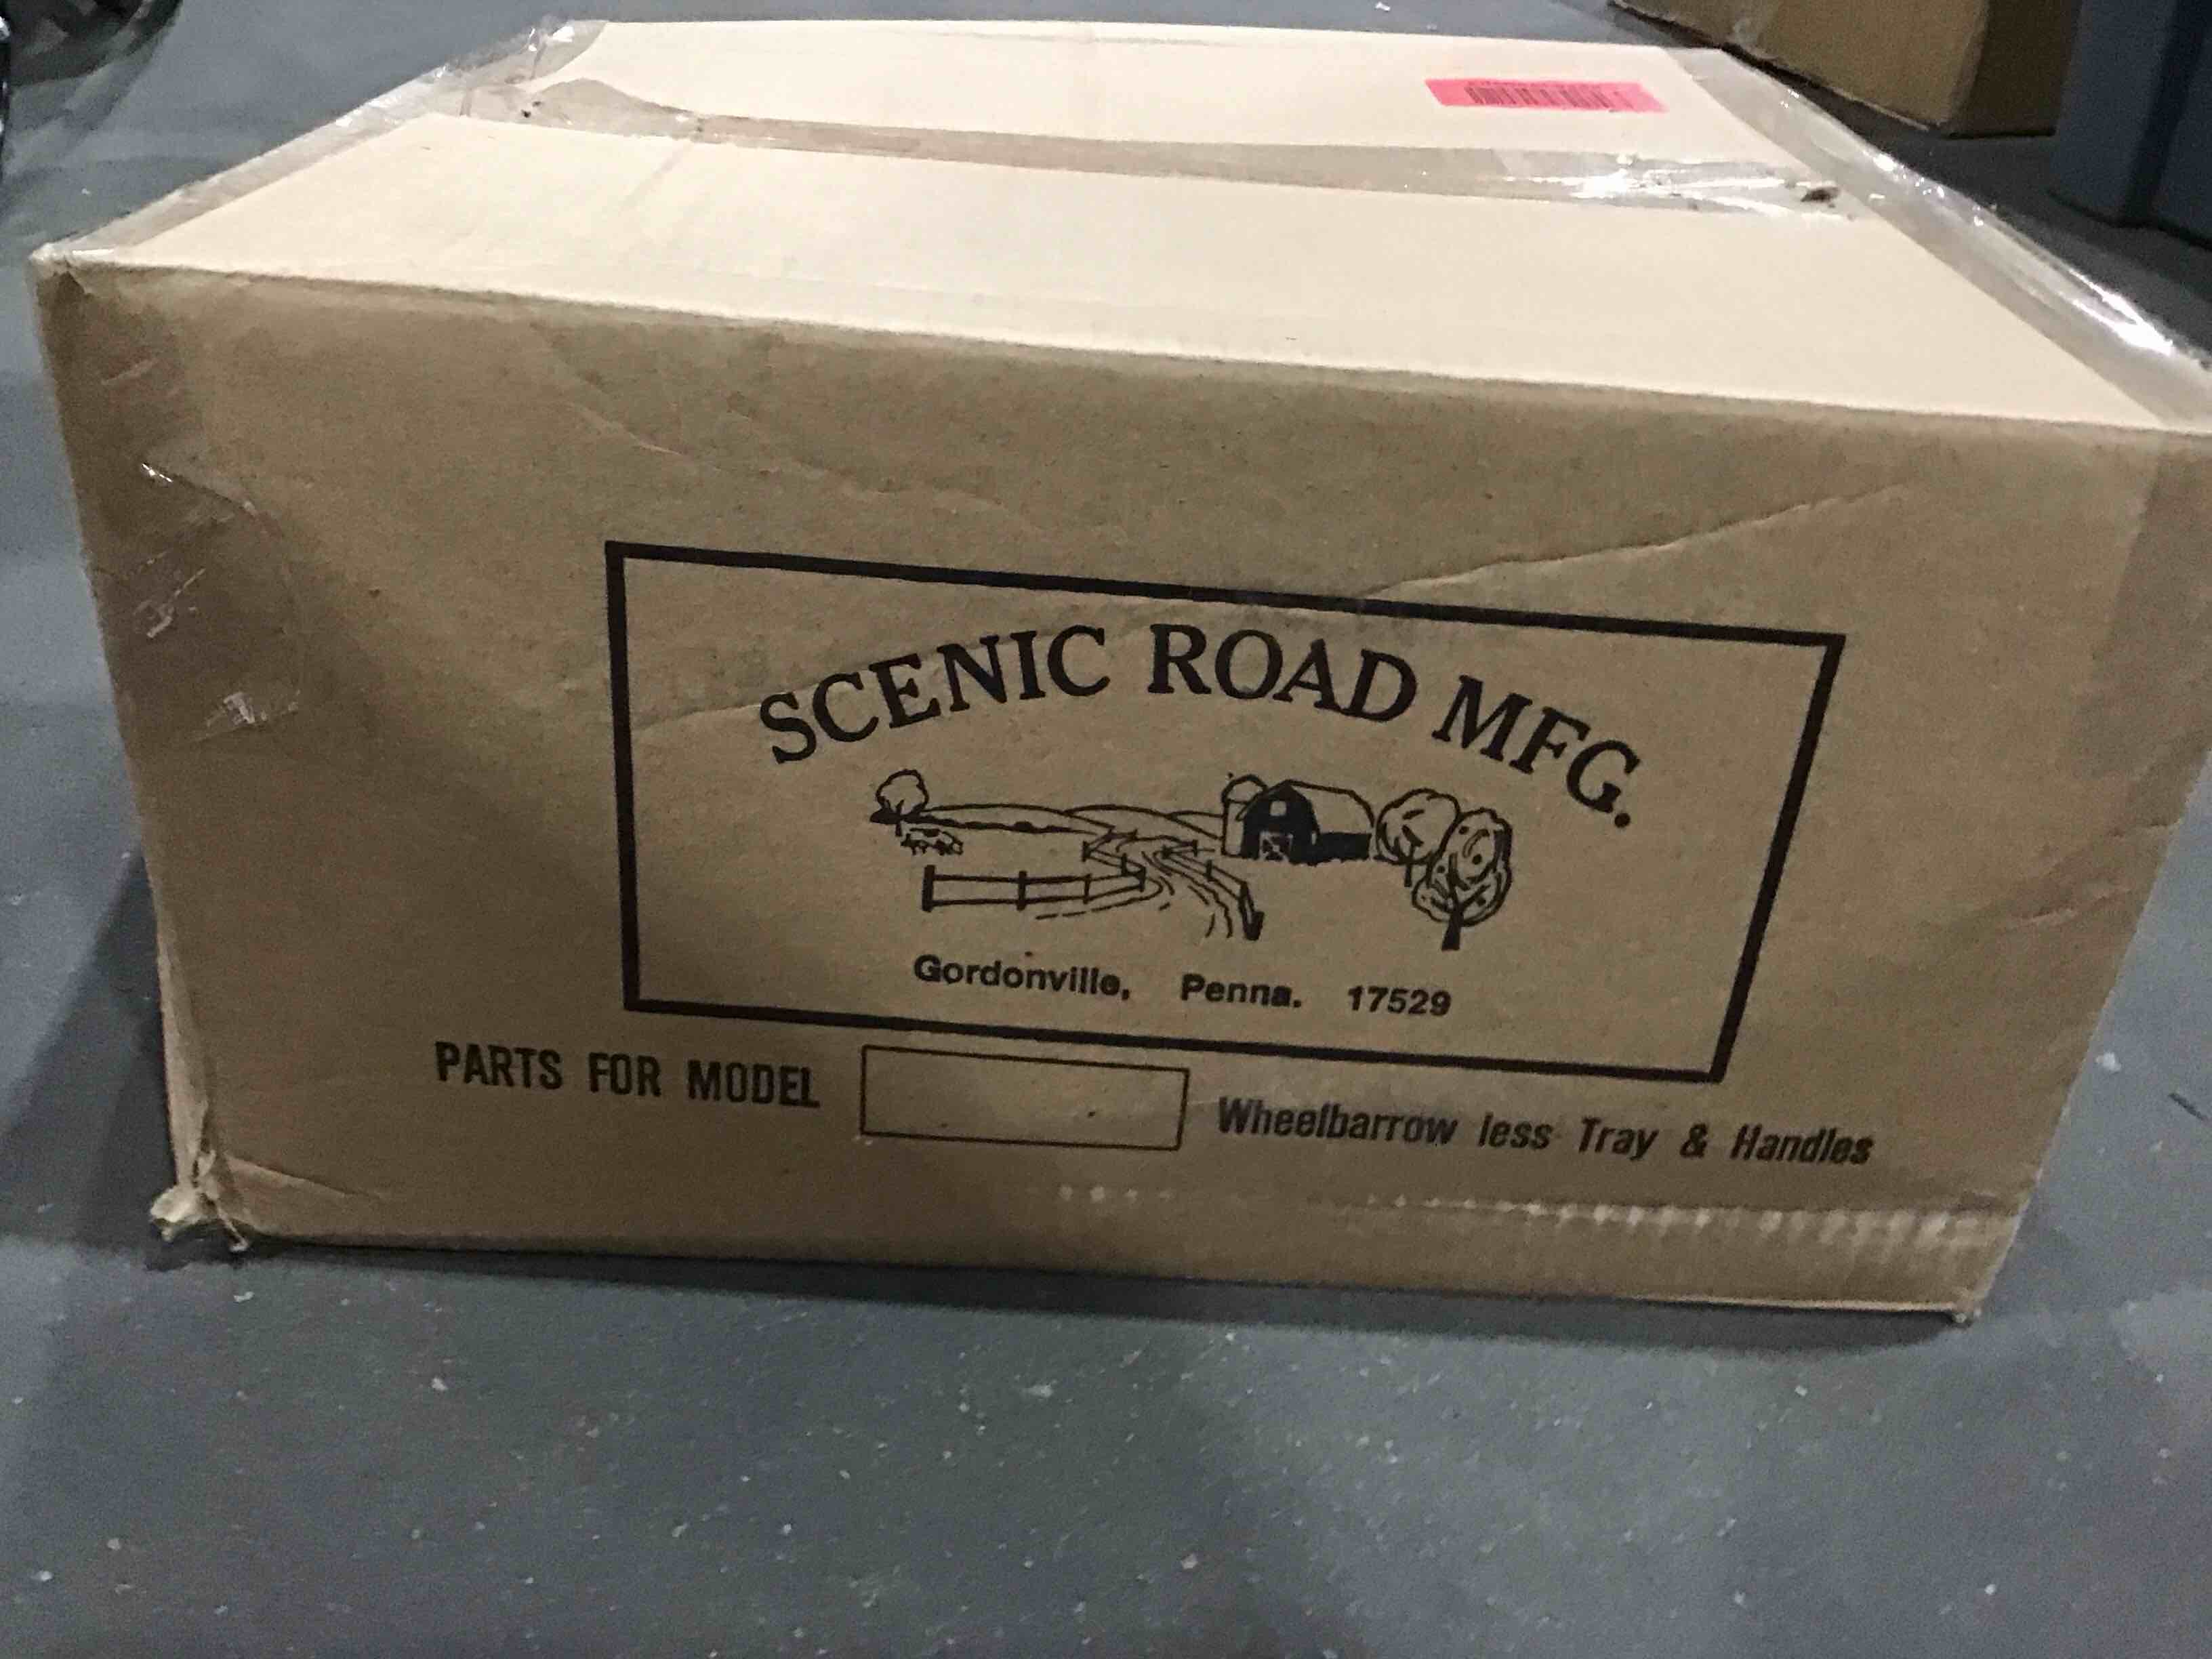 SCENIC ROAD MFG.
Gordonville, Penna. 17529
PARTS FOR MODEL Wheelbarrow less Tray & Handles